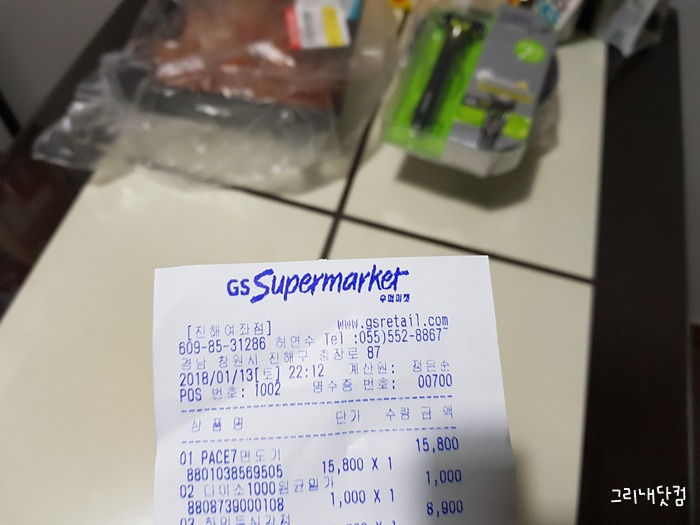 GS Supermarket
슈퍼마켓
[진해여좌점] www.gsretail.com
609-85-31286 허연수 Tel :055)552-8867
경남 창원시 진해구 충장로 87
2018/01/13[토] 22:12 계산원: 정은순
POS 번호: 1002 영수증 번호: 00700
상 품 명 단가 수량 금 액
01 PACE7면도기 15,800
8801038569505 15,800 X 1
02 다이소1000원균일가 1,000
8808739000108 1,000 X 1
03 8,900
그리내닷컴